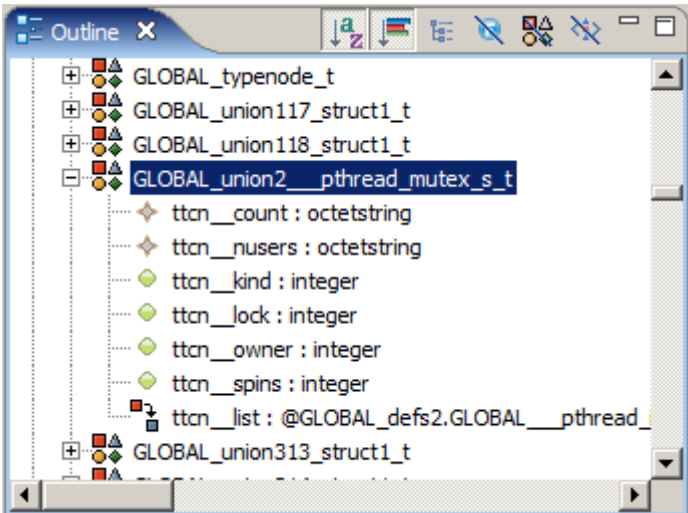 Outline
GLOBAL_typenode_t
GLOBAL_union117_struct1_t
GLOBAL_union118_struct1_t
GLOBAL_union2___pthread_mutex_s_t
ttcn__count : octetstring
ttcn__nusers : octetstring
ttcn__kind : integer
ttcn__lock : integer
ttcn__owner : integer
ttcn__spins : integer
ttcn__list : @GLOBAL_defs2.GLOBAL___pthread_
GLOBAL_union313_struct1_t